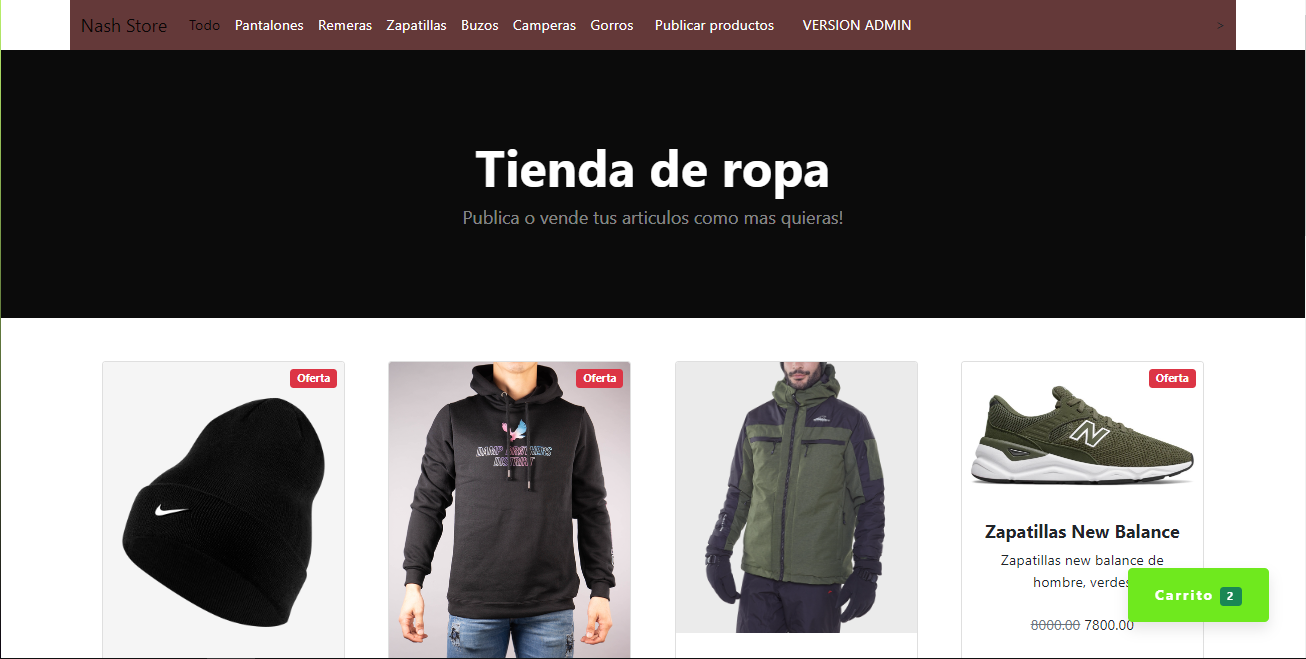 Nash Store Todo Pantalones Remeras Zapatillas Buzos Camperas Gorros Publicar productos VERSION ADMIN >
Tienda de ropa
Publica o vende tus articulos como mas quieras!
Oferta
Oferta
Oferta
N
Zapatillas New Balance
Zapatillas new balance de
hombre, verdes
8000.00 7800.00
Carrito 2